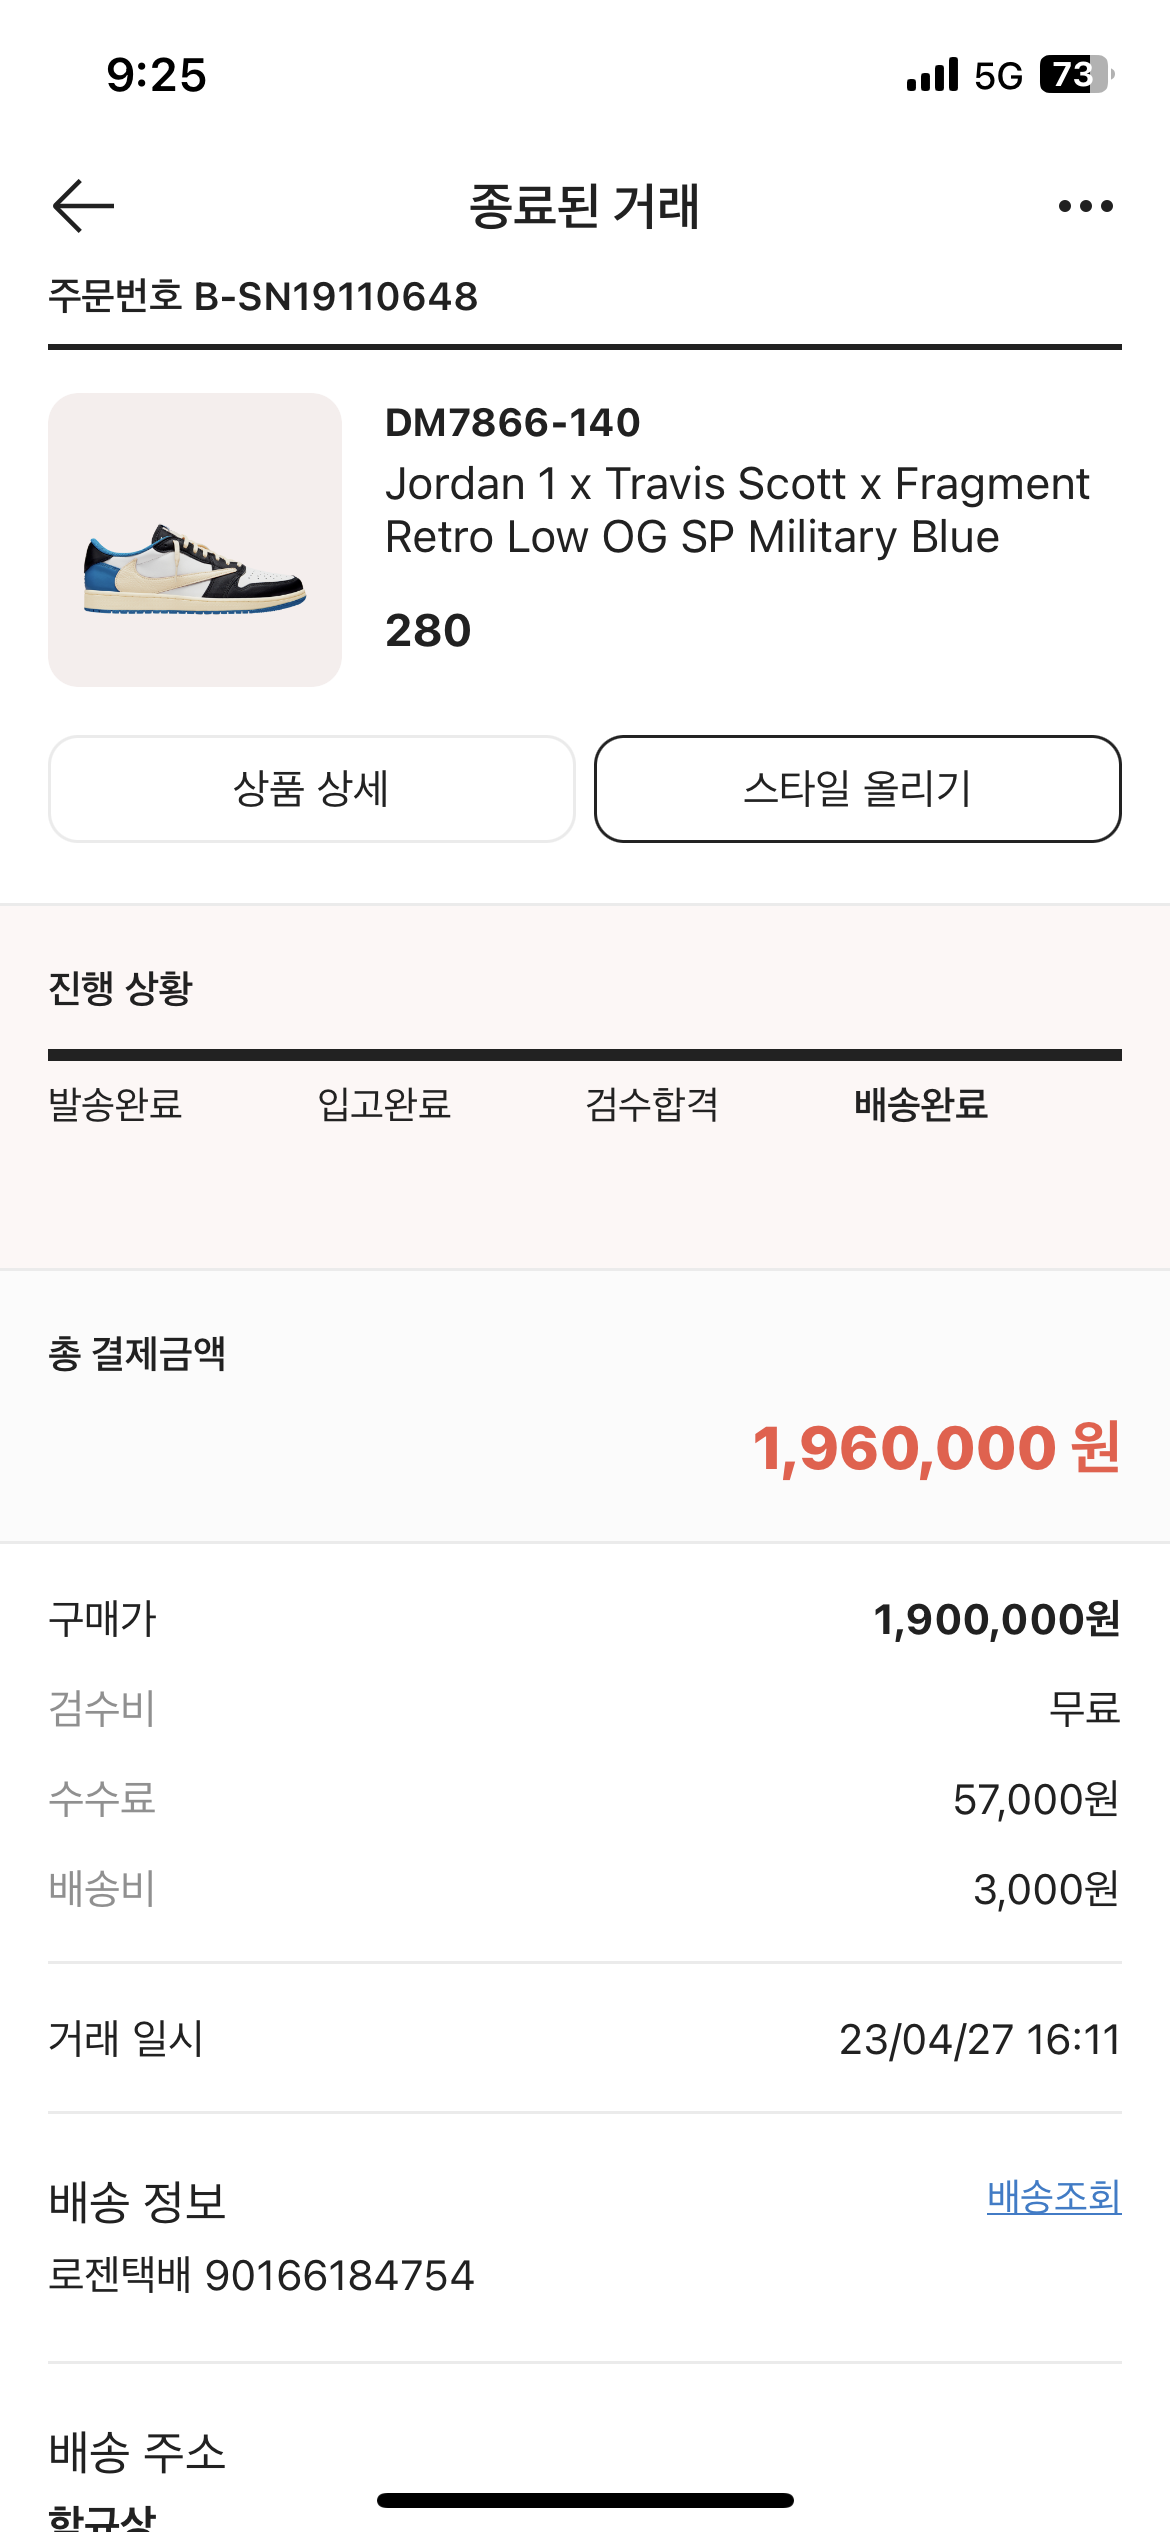 9:25
5G 73
종료된 거래
주문번호 B-SN19110648
DM7866-140
Jordan 1 x Travis Scott x Fragment
Retro Low OG SP Military Blue
280
상품 상세
스타일 올리기
진행 상황
발송완료 입고완료 검수합격 배송완료
총 결제금액
1,960,000 원
구매가 1,900,000원
검수비 무료
수수료 57,000원
배송비 3,000원
거래 일시 23/04/27 16:11
배송 정보 배송조회
로젠택배 90166184754
배송 주소